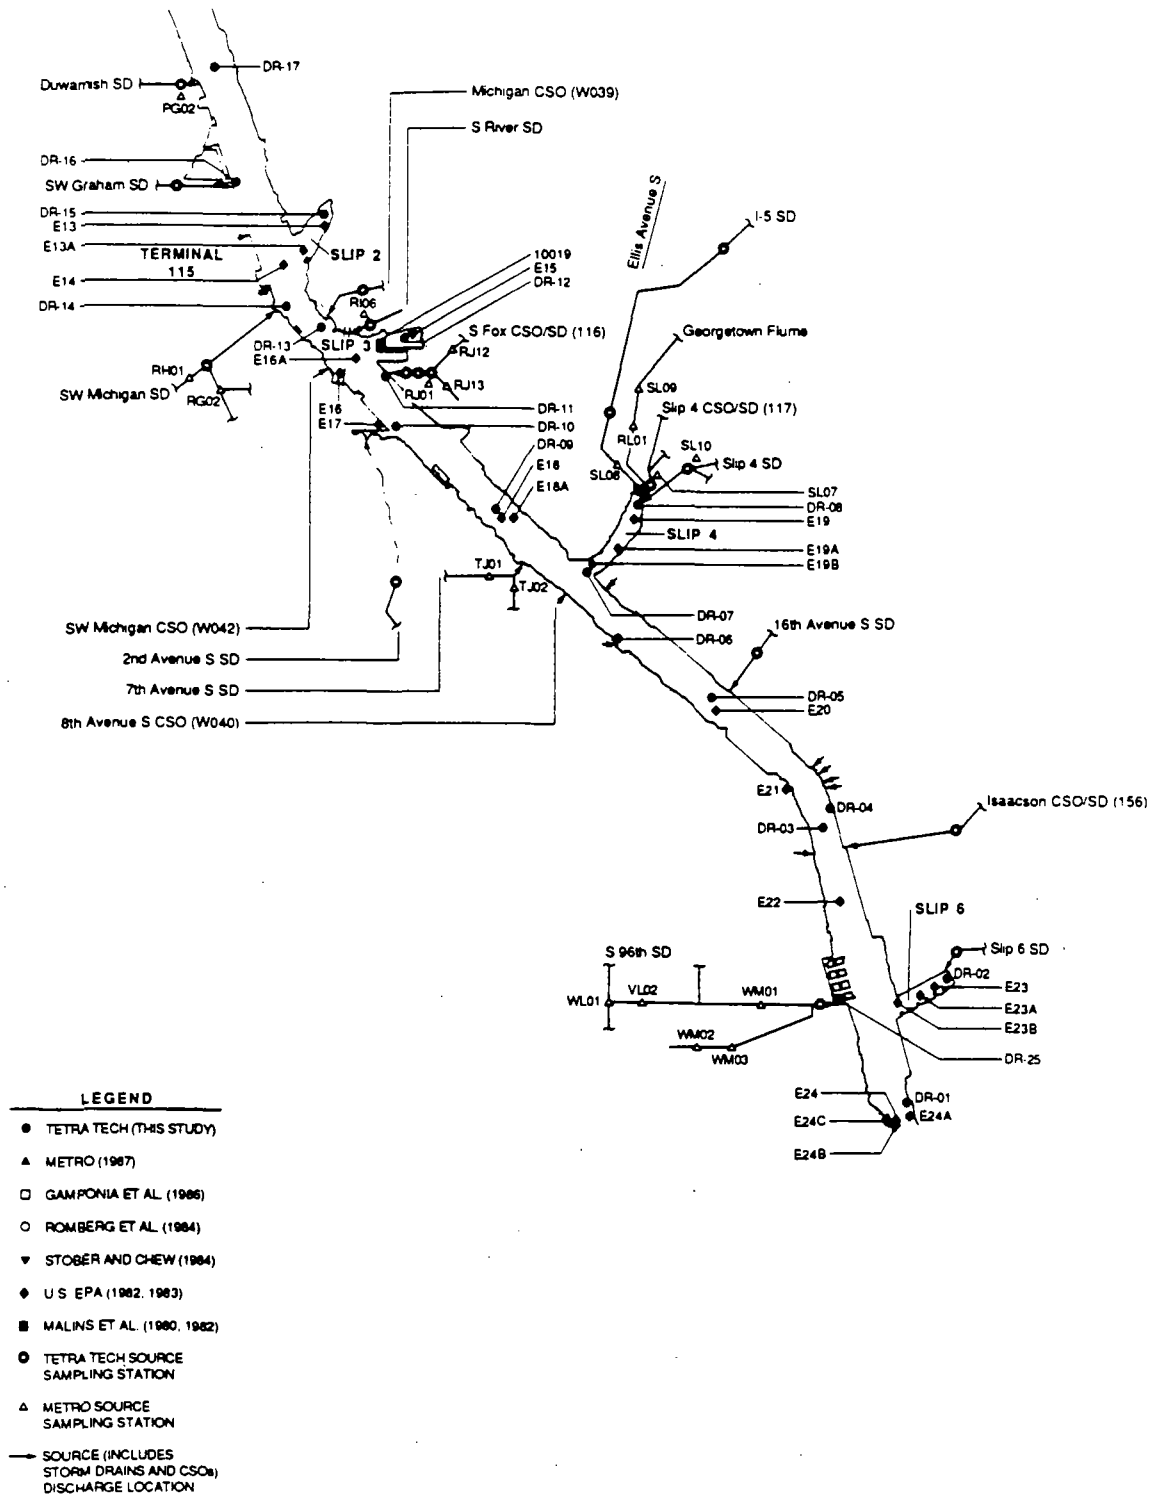 DR-17
Duwamish SD
PG02
Michigan CSO (W039)
S River SD
DR-16
SW Graham SD
DR-15
E13
E13A
TERMINAL
115
SLIP 2
E14
DR-14
RI06
10019
E15
DR-12
Ellis Avenue S
I-5 SD
S Fox CSO/SD (116)
Georgetown Flume
DR-13
SLIP 3
E16A
RJ12
RJ13
RJ01
RH01
RG02
SW Michigan SD
SL09
Slip 4 CSO/SD (117)
E16
E17
DR-11
DR-10
DR-09
E18
E18A
RL01
SL10
SL08
Slip 4 SD
SL07
DR-08
E19
SLIP 4
E19A
E19B
TJ01
TJ02
DR-07
DR-06
16th Avenue S SD
SW Michigan CSO (W042)
2nd Avenue S SD
7th Avenue S SD
8th Avenue S CSO (W040)
DR-05
E20
E21
DR-04
DR-03
Isaacson CSO/SD (156)
E22
SLIP 6
S 96th SD
Slip 6 SD
DR-02
E23
E23A
E23B
WL01
VL02
WM01
WM02
WM03
DR-25
E24
DR-01
E24A
E24C
E24B
LEGEND
TETRA TECH (THIS STUDY)
METRO (1987)
GAMPONIA ET AL. (1986)
ROMBERG ET AL. (1984)
STOBER AND CHEW (1984)
U S EPA (1982, 1983)
MALINS ET AL. (1980, 1982)
TETRA TECH SOURCE
SAMPLING STATION
METRO SOURCE
SAMPLING STATION
SOURCE (INCLUDES
STORM DRAINS AND CSOs)
DISCHARGE LOCATION